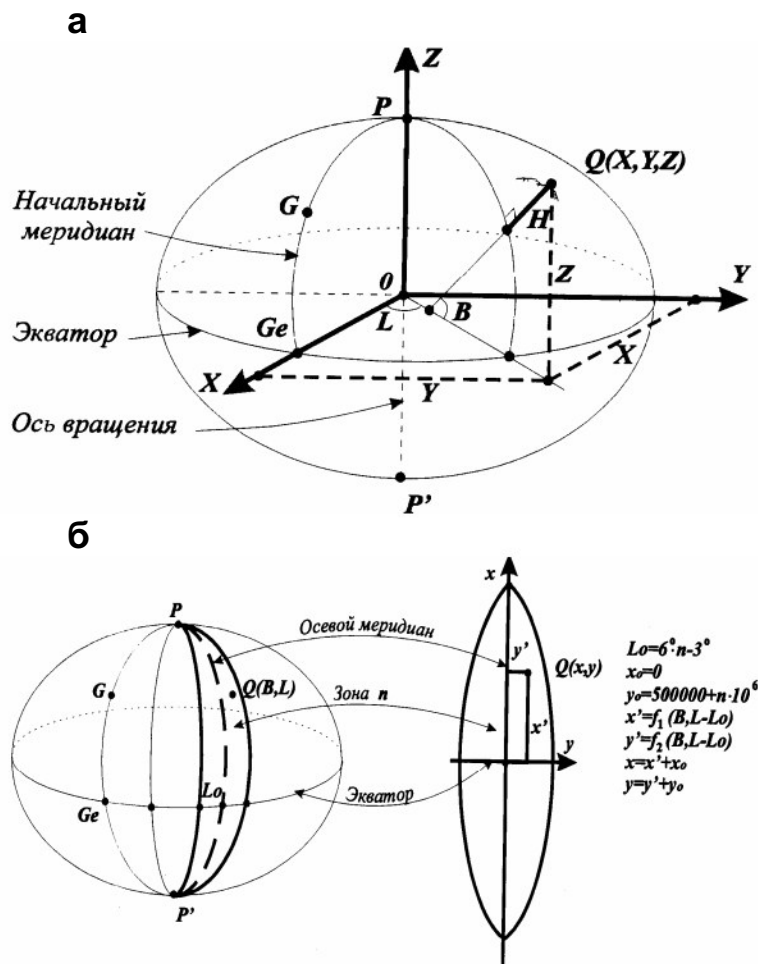 а
Z
P
Q(X,Y,Z)
Начальный
меридиан
G
H
0
Z
Y
Экватор
Ge
L
B
X
X
Y
Ось вращения
P'
б
x
P
Осевой меридиан
y'
Q(x,y)
Lo=6°·n-3°
G
Q(B,L)
xo=0
Зона n
yo=500000+n·10⁶
x'
x'=f₁(B,L-Lo)
y
y'=f₂(B,L-Lo)
Lo
x=x'+xo
Ge
Экватор
y=y'+yo
P'